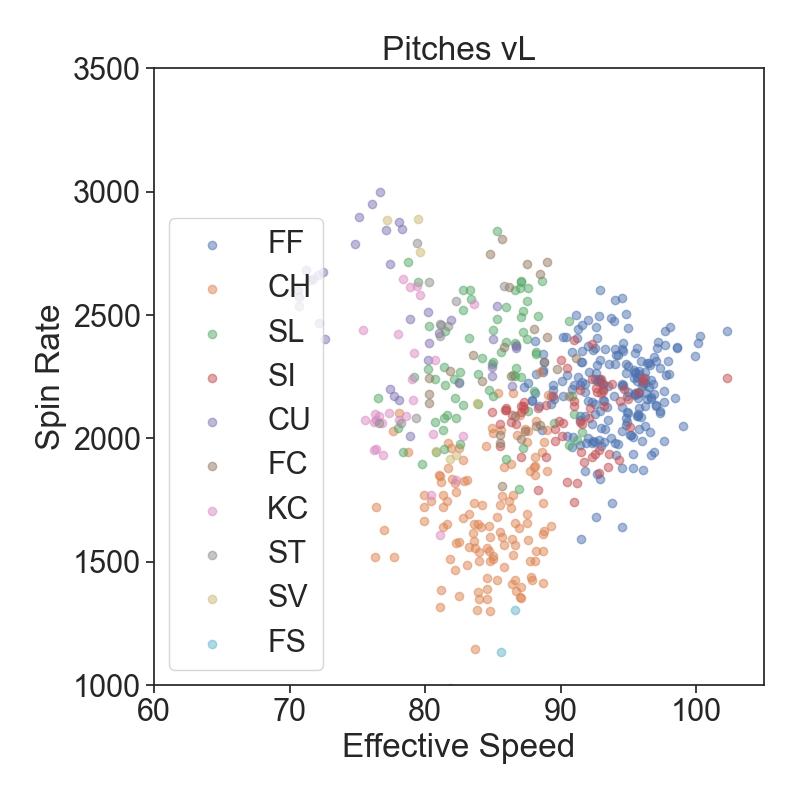 Pitches vL
3500
3000
2500
2000
1500
1000
Spin Rate
FF
CH
SL
SI
CU
FC
KC
ST
SV
FS
60 70 80 90 100
Effective Speed